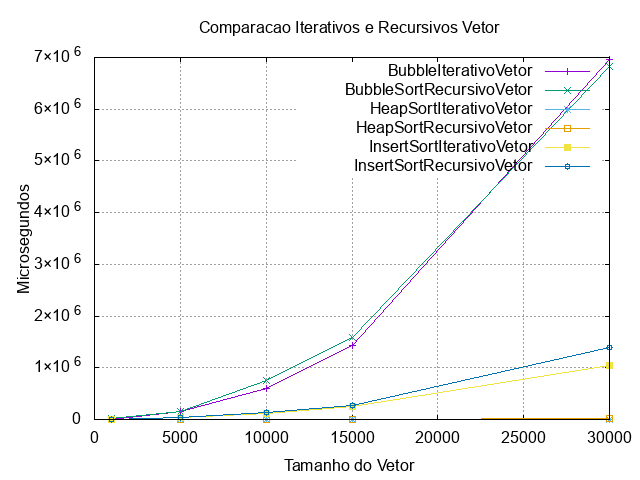 Comparacao Iterativos e Recursivos Vetor
7×10^6
6×10^6
5×10^6
4×10^6
3×10^6
2×10^6
1×10^6
0
Microsegundos
BubbleIterativoVetor
BubbleSortRecursivoVetor
HeapSortIterativoVetor
HeapSortRecursivoVetor
InsertSortIterativoVetor
InsertSortRecursivoVetor
0 5000 10000 15000 20000 25000 30000
Tamanho do Vetor